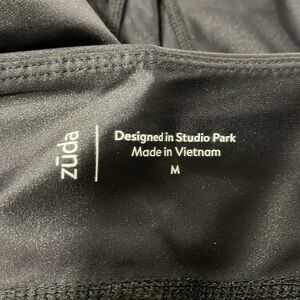 zūda
Designed in Studio Park
Made in Vietnam
M